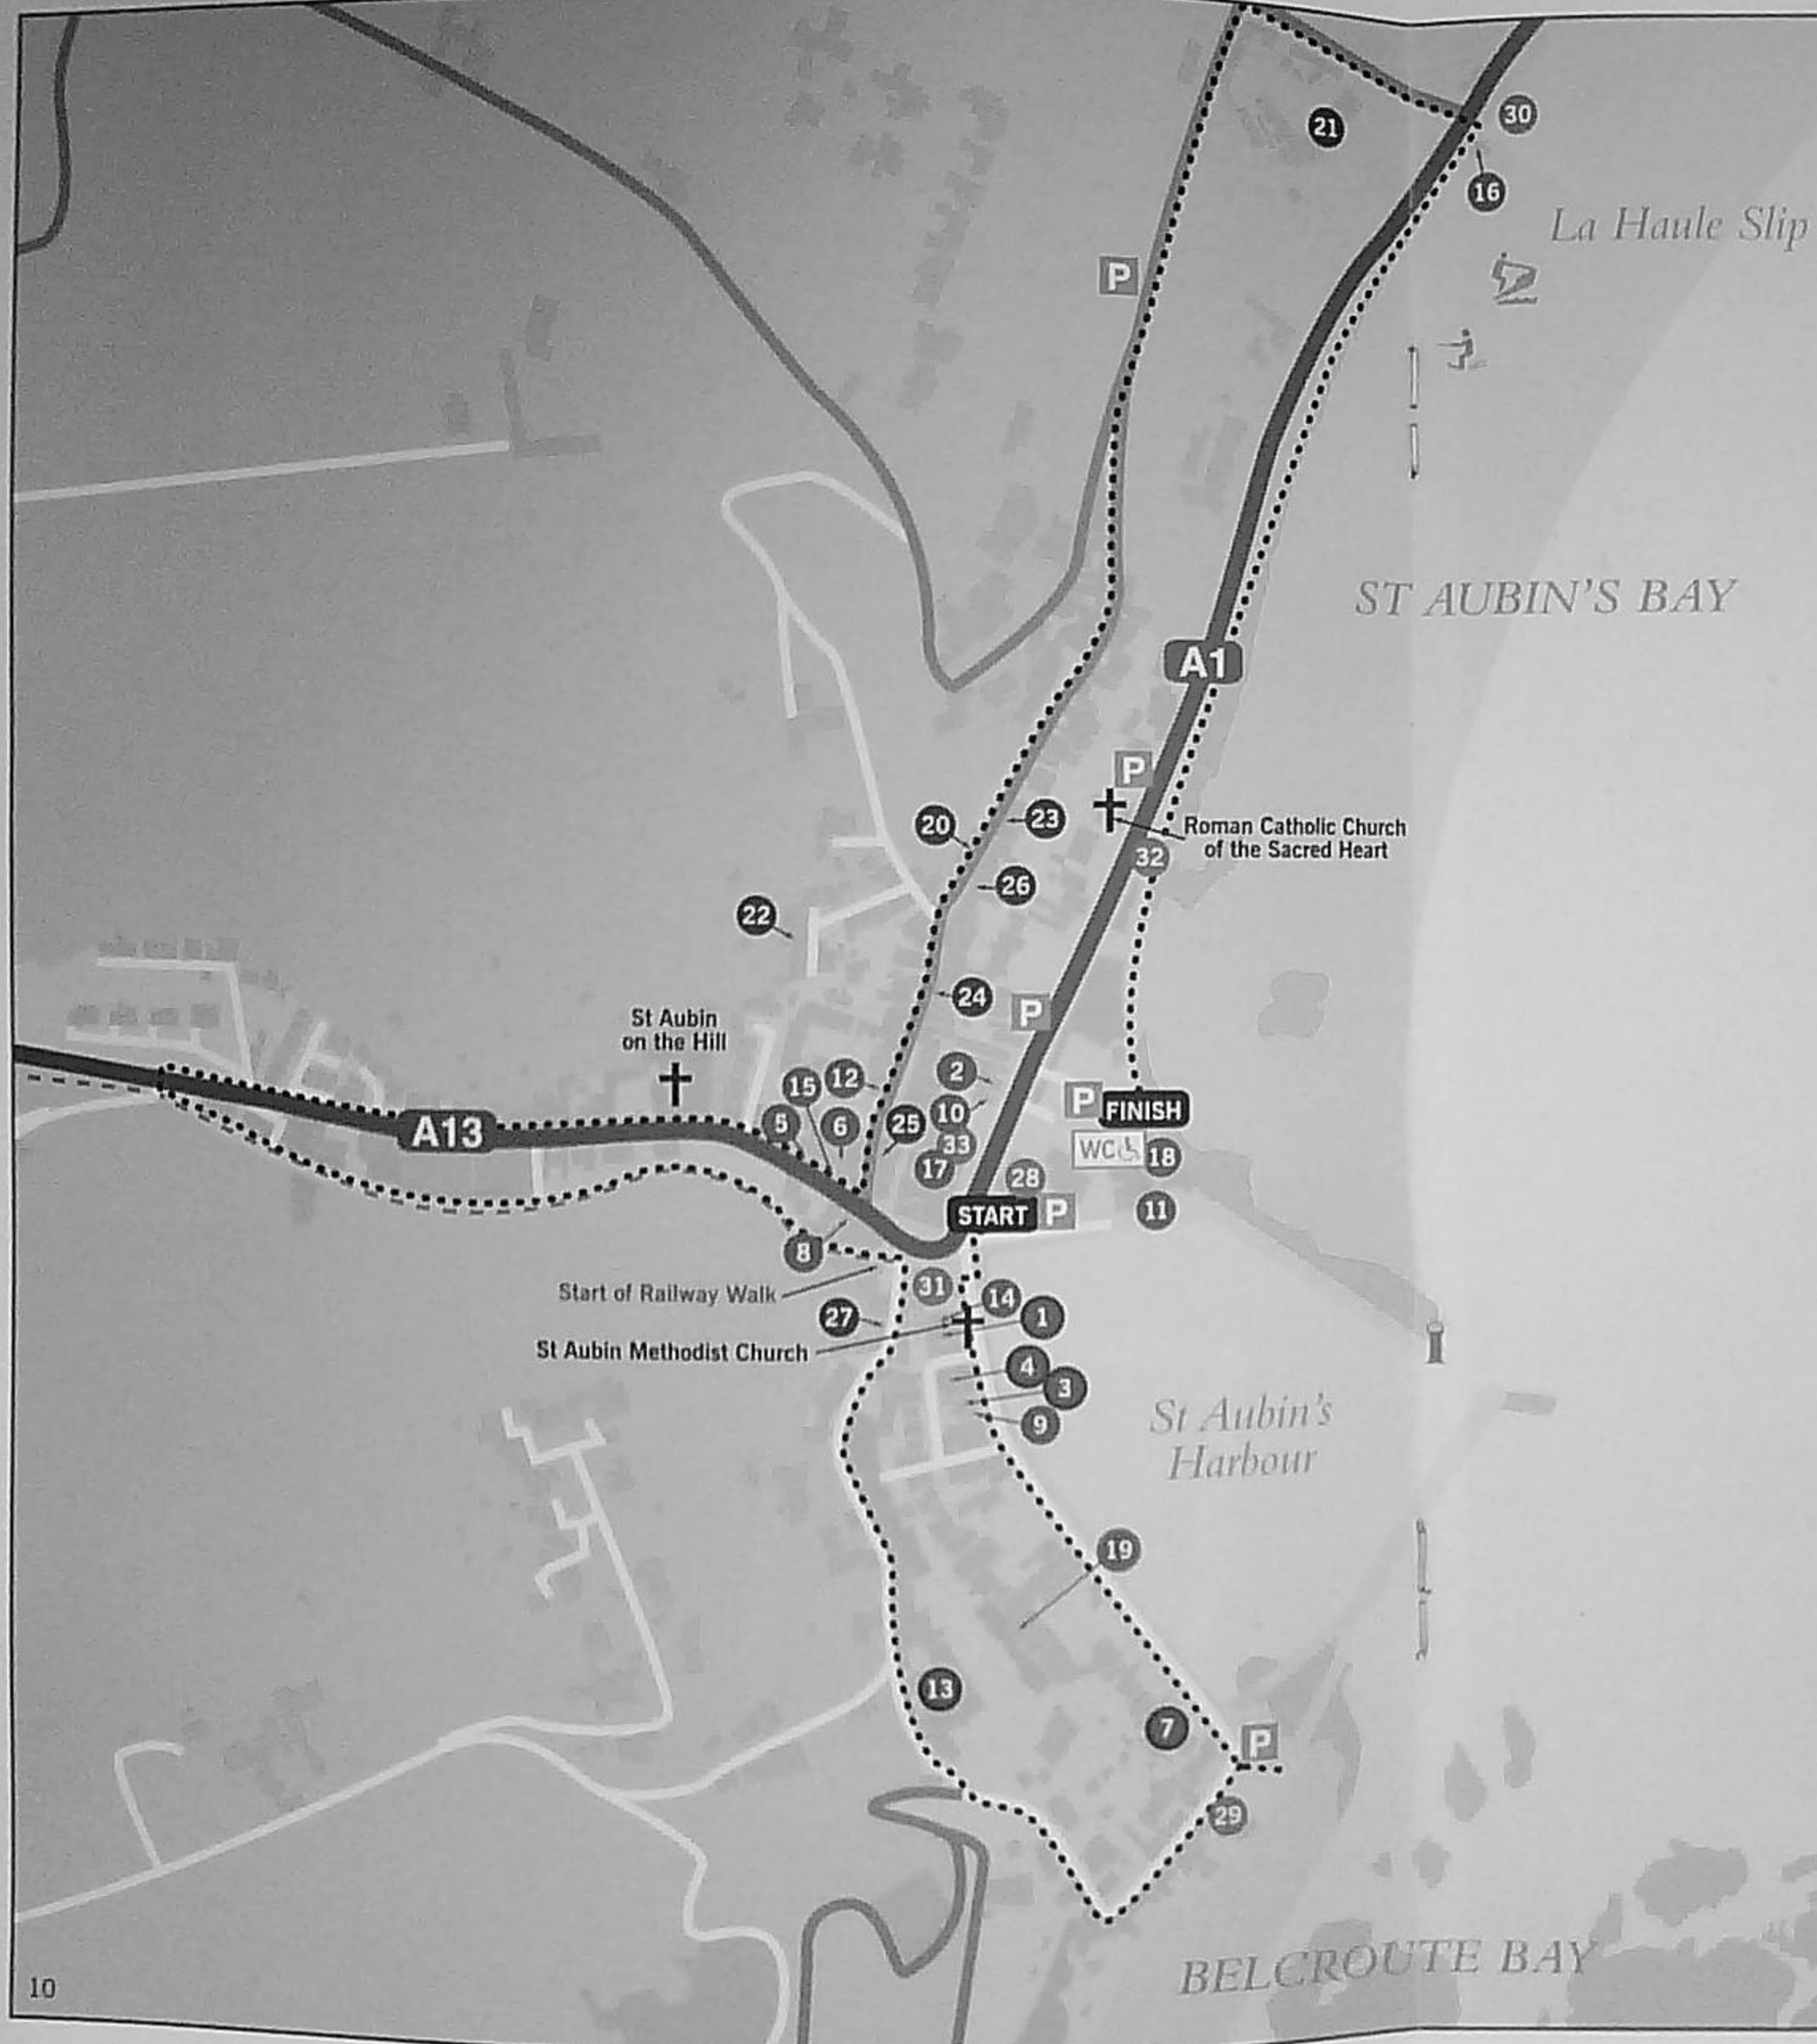 30
21
16
La Haule Slip
P
ST AUBIN'S BAY
A1
P
20
23
Roman Catholic Church
of the Sacred Heart
32
26
22
24
P
St Aubin
on the Hill
2
15
12
P
FINISH
10
5
6
25
A13
33
WC
18
17
28
START
P
11
8
Start of Railway Walk
31
14
27
1
St Aubin Methodist Church
4
3
9
St Aubin's
Harbour
19
13
7
P
29
BELCROUTE BAY
10